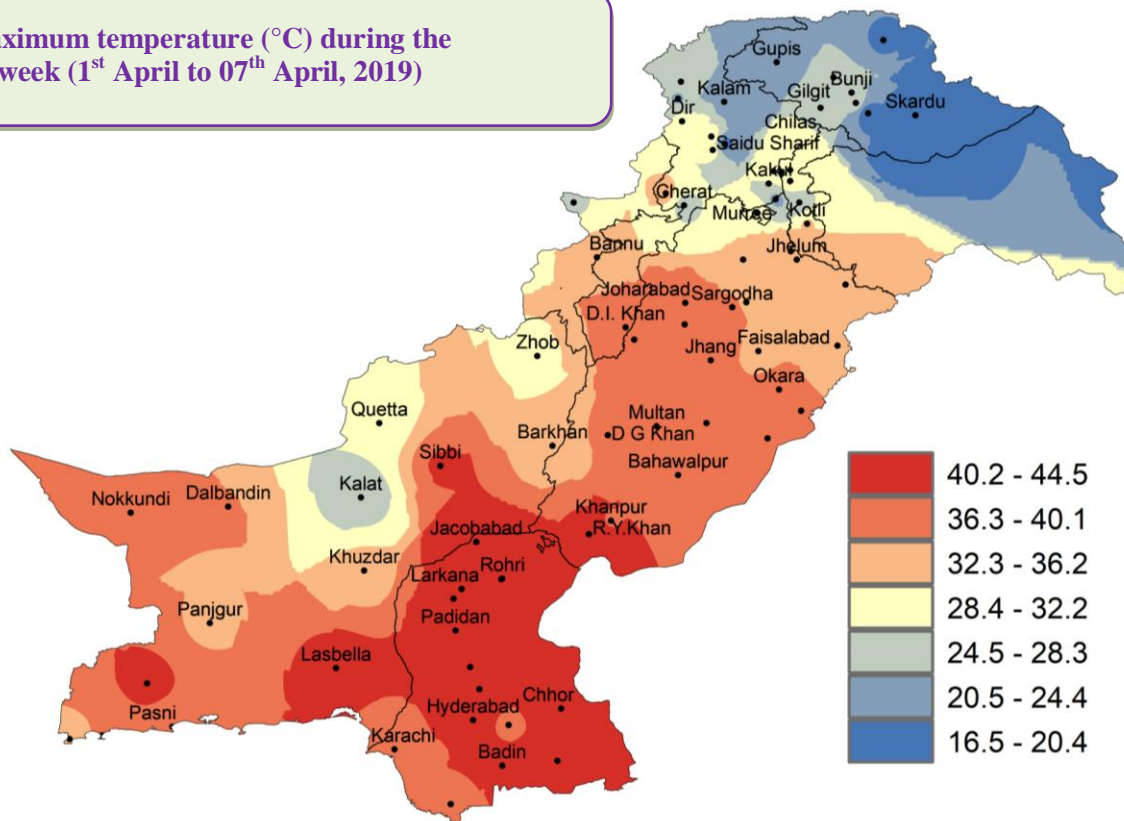 aximum temperature (°C) during the
week (1st April to 07th April, 2019)
Gupis
Bunji
Kalam
Gilgit
Skardu
Dir
Chilas
Saidu Sharif
Cherat
Kotli
Bannu
Jhelum
Joharabad
Sargodha
D.I. Khan
Zhob
Jhang
Faisalabad
Okara
Quetta
Multan
Barkhan
D G Khan
Sibbi
Bahawalpur
Kalat
Nokkundi
Dalbandin
Khanpur
R.Y.Khan
Jacobabad
Khuzdar
Rohri
Larkana
Panjgur
Padidan
Lasbella
Chhor
Hyderabad
Pasni
Karachi
Badin
40.2 - 44.5
36.3 - 40.1
32.3 - 36.2
28.4 - 32.2
24.5 - 28.3
20.5 - 24.4
16.5 - 20.4